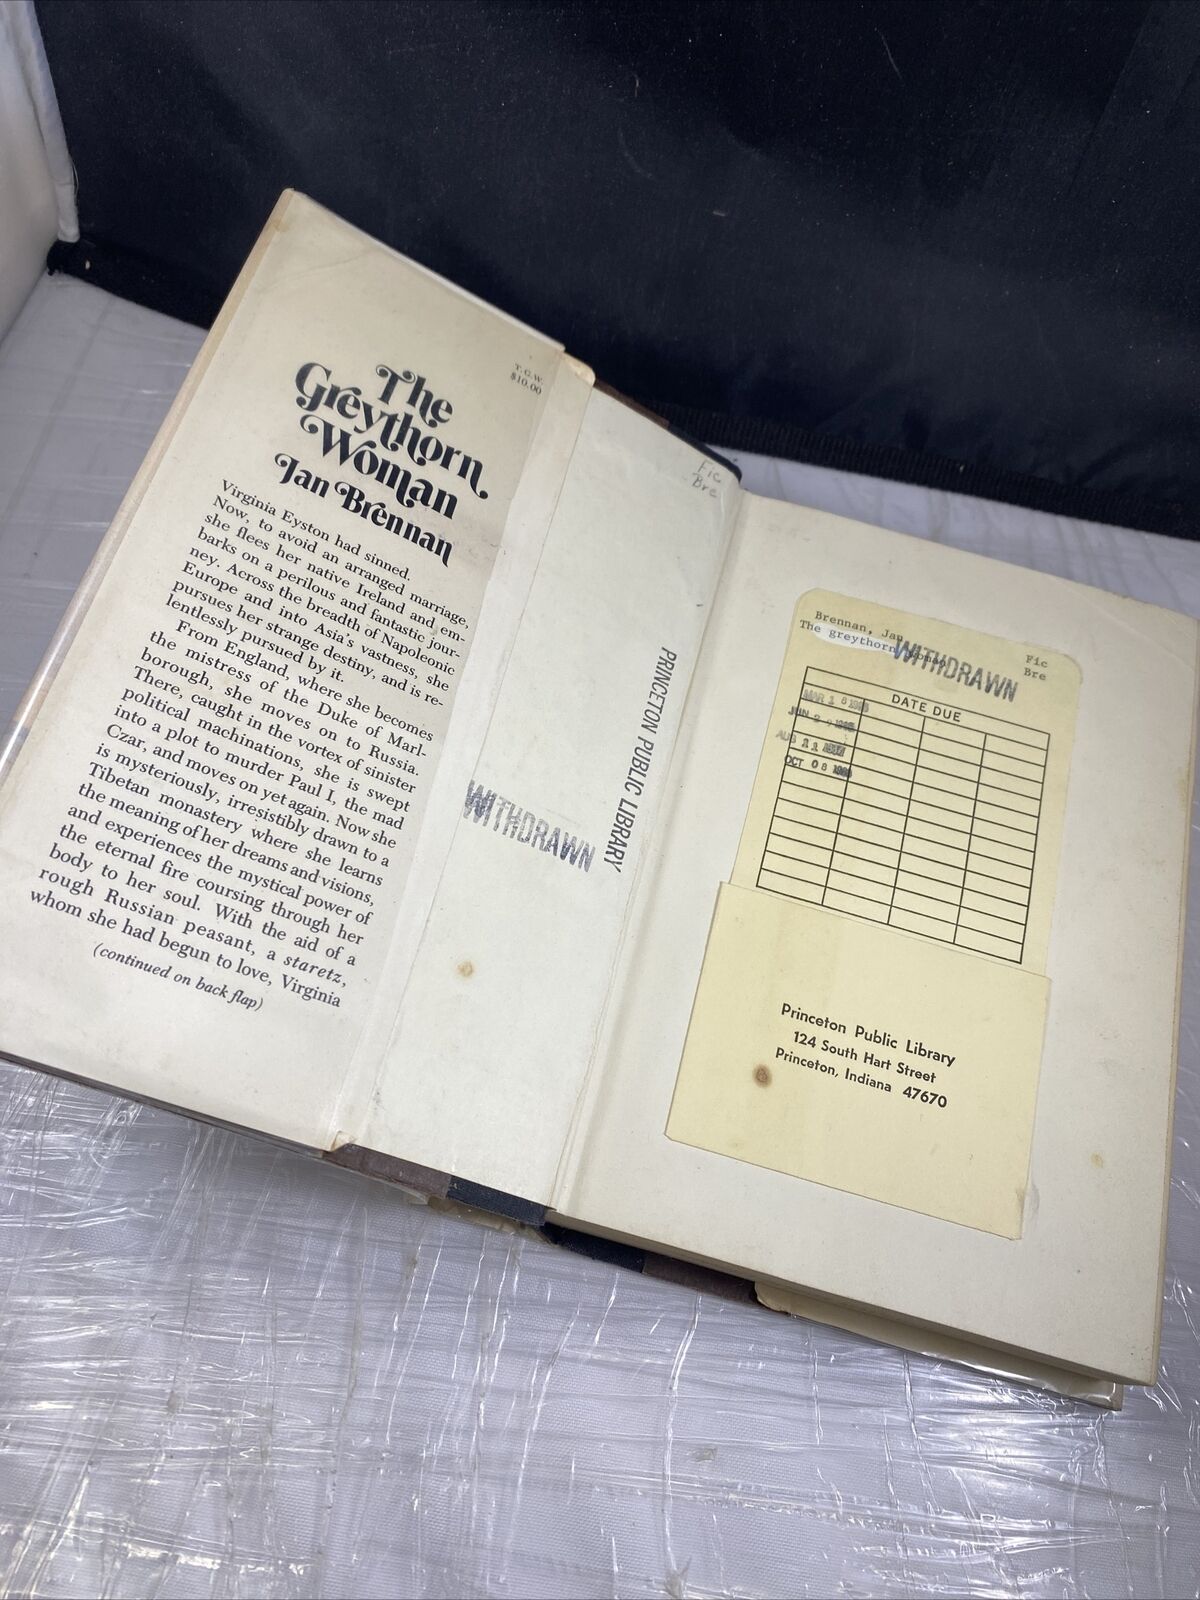 T.G.W.
$10.00
The
Greythorn
Woman
Jan Brennan
Virginia Eyston had sinned.
Now, to avoid an arranged marriage,
she flees her native Ireland and em-
barks on a perilous and fantastic jour-
ney. Across the breadth of Napoleonic
Europe and into Asia's vastness, she
pursues her strange destiny, and is re-
lentlessly pursued by it.
From England, where she becomes
the mistress of the Duke of Marl-
borough, she moves on to Russia.
There, caught in the vortex of sinister
political machinations, she is swept
into a plot to murder Paul I, the mad
Czar, and moves on yet again. Now she
is mysteriously, irresistibly drawn to a
Tibetan monastery where she learns
the meaning of her dreams and visions,
and experiences the mystical power of
the eternal fire coursing through her
body to her soul. With the aid of a
rough Russian peasant, a staretz,
whom she had begun to love, Virginia
(continued on back flap)
Fic
Bre
PRINCETON PUBLIC LIBRARY
WITHDRAWN
Brennan, Jan
The greythorn woman
Fic
Bre
WITHDRAWN
DATE DUE
MAR 18
JUN 2
AUG 11
OCT 08
Princeton Public Library
124 South Hart Street
Princeton, Indiana 47670